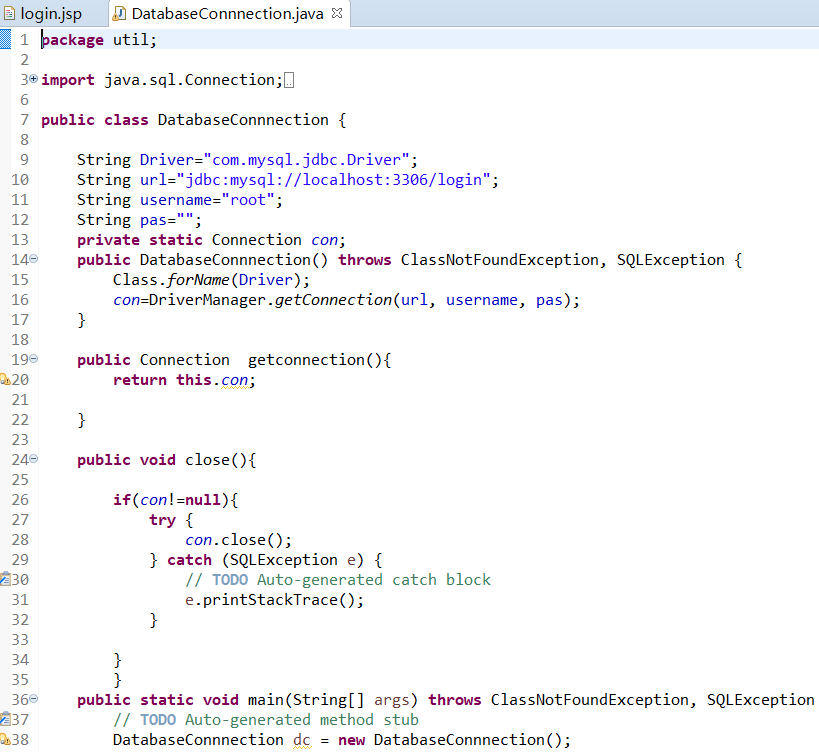 login.jsp DatabaseConnnection.java
1 package util;
2
3 import java.sql.Connection;
6
7 public class DatabaseConnnection {
8
9 String Driver="com.mysql.jdbc.Driver";
10 String url="jdbc:mysql://localhost:3306/login";
11 String username="root";
12 String pas="";
13 private static Connection con;
14 public DatabaseConnnection() throws ClassNotFoundException, SQLException {
15 Class.forName(Driver);
16 con=DriverManager.getConnection(url, username, pas);
17 }
18
19 public Connection  getconnection(){
20 return this.con;
21
22 }
23
24 public void close(){
25
26 if(con!=null){
27 try {
28 con.close();
29 } catch (SQLException e) {
30 // TODO Auto-generated catch block
31 e.printStackTrace();
32 }
33
34 }
35 }
36 public static void main(String[] args) throws ClassNotFoundException, SQLException
37 // TODO Auto-generated method stub
38 DatabaseConnnection dc = new DatabaseConnnection();